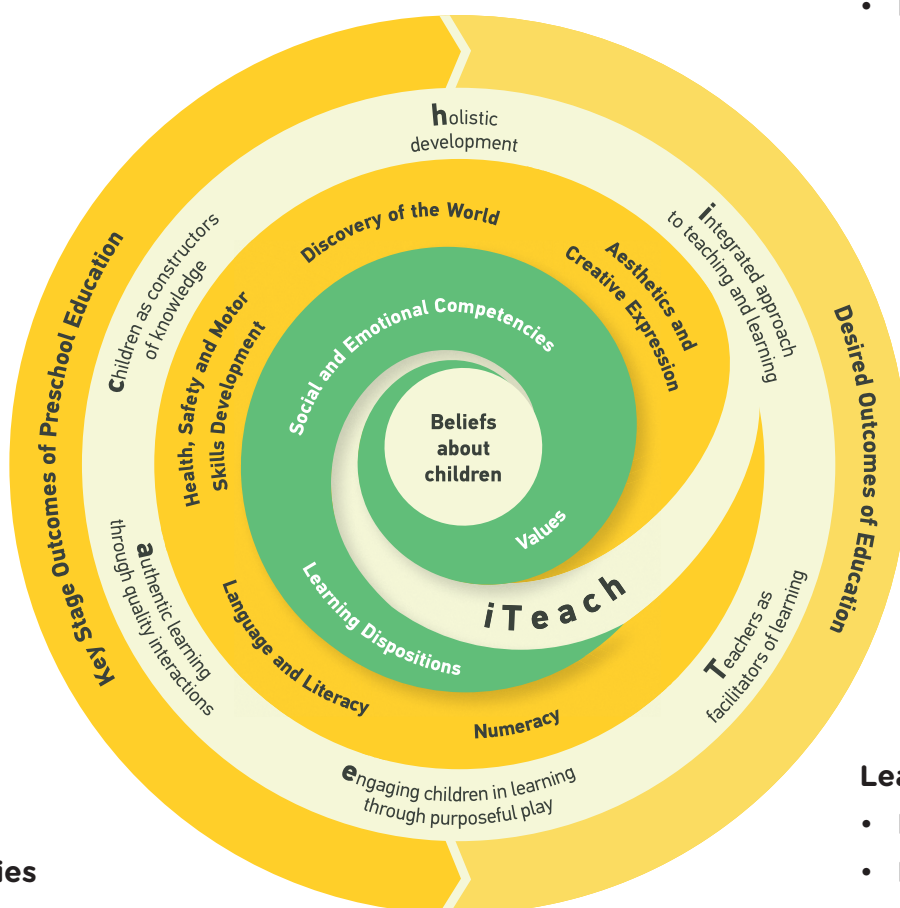 holistic
development
integrated approach
to teaching and learning
Teachers as
facilitators of learning
engaging children in learning
through purposeful play
authentic learning
through quality interactions
Children as constructors
of knowledge
Key Stage Outcomes of Preschool Education
Desired Outcomes of Education
Discovery of the World
Aesthetics and
Creative Expression
Numeracy
Language and Literacy
Health, Safety and Motor
Skills Development
Social and Emotional Competencies
Learning Dispositions
Values
iTeach
Beliefs
about
children